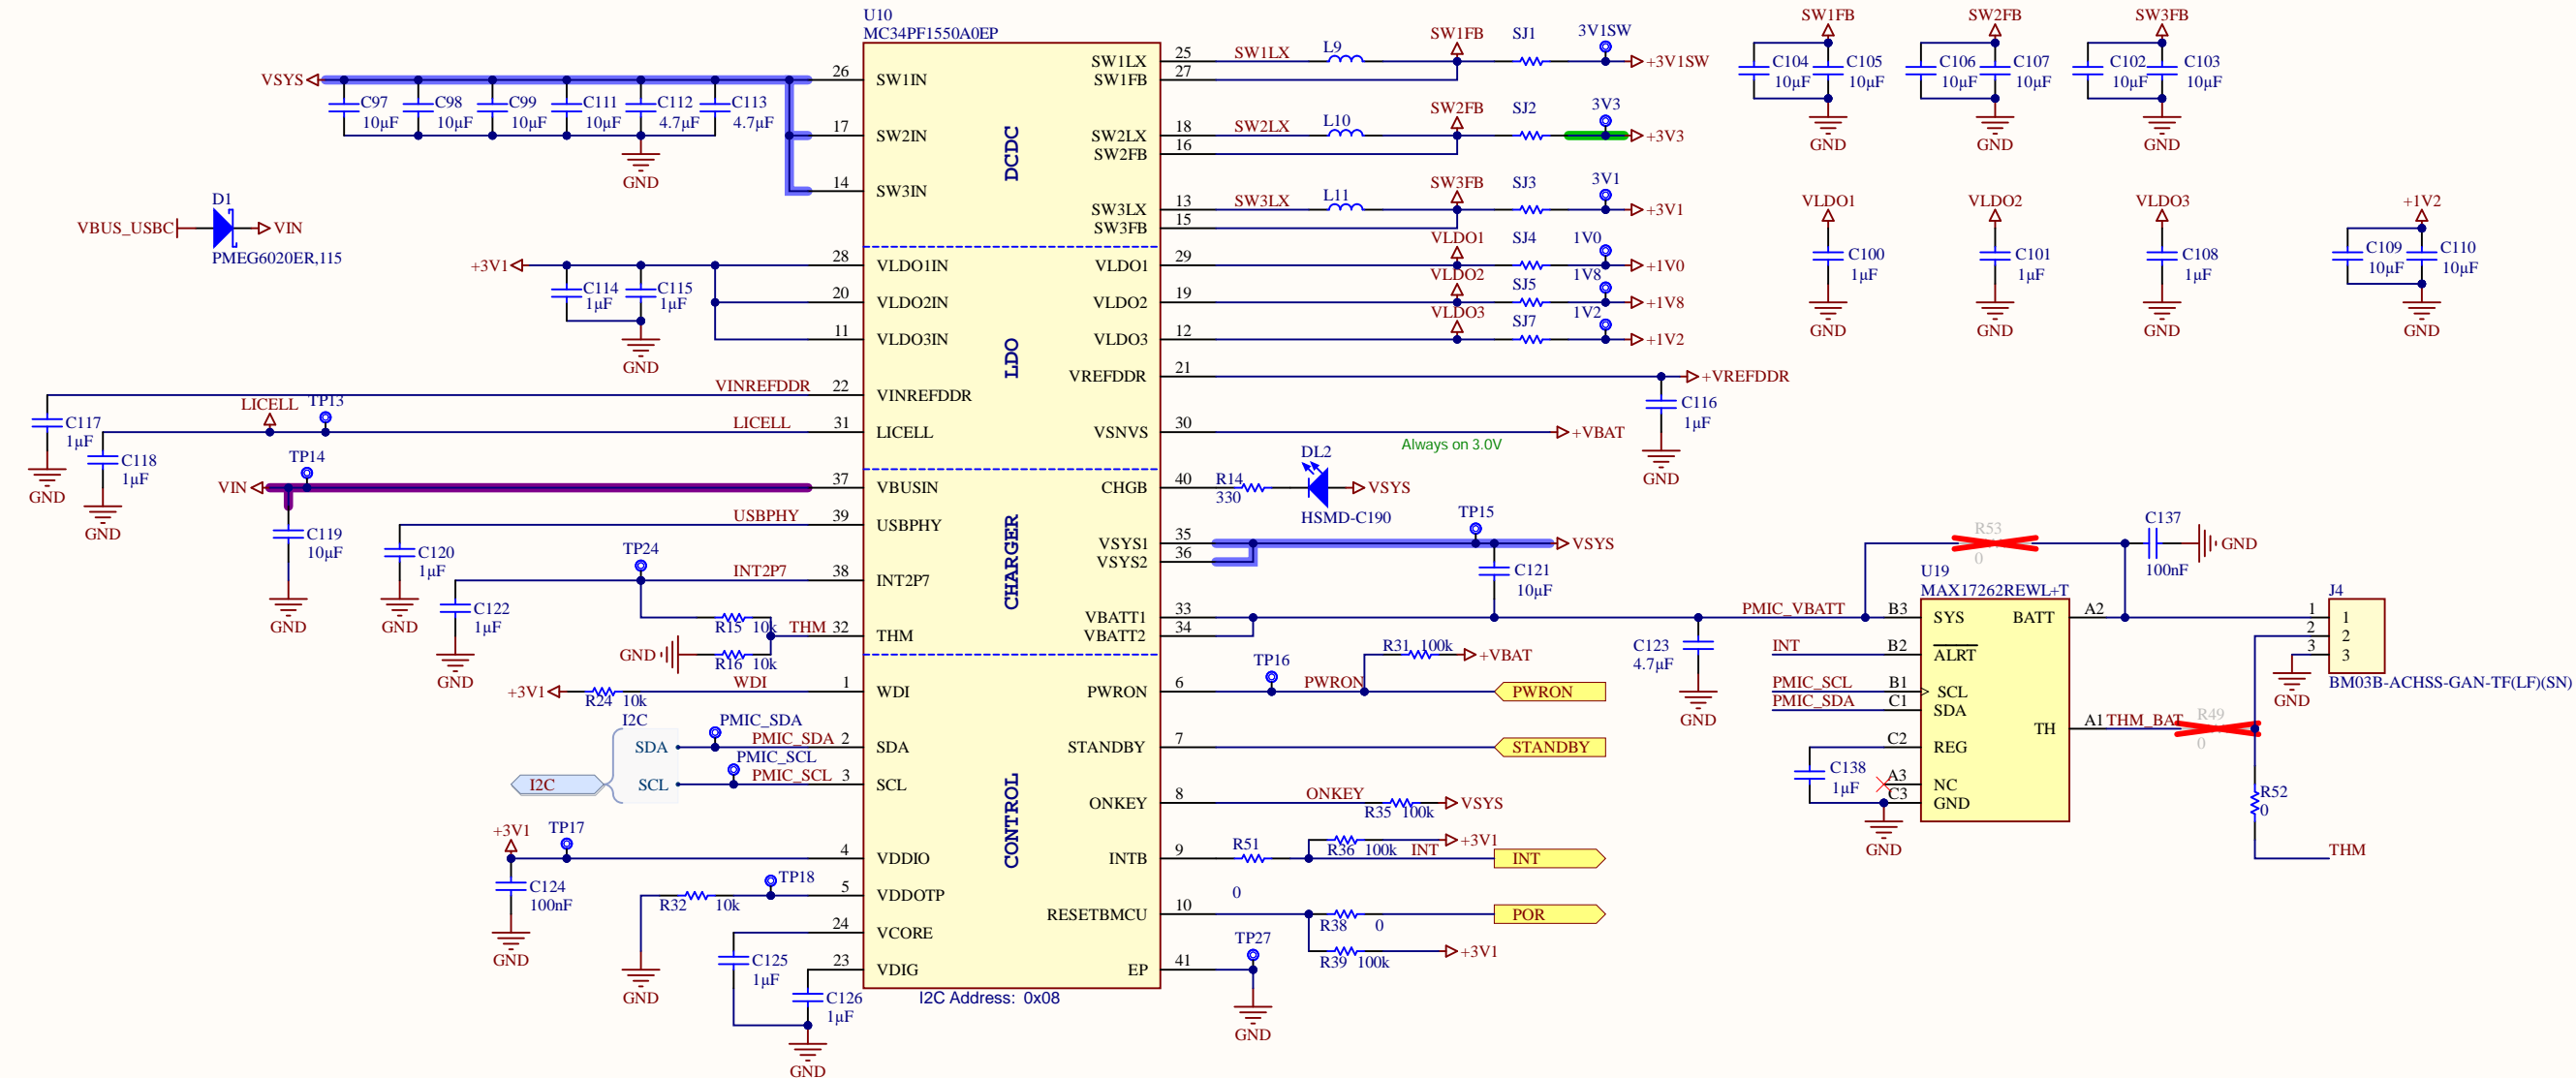 U10
MC34PF1550A0EP
VSYS
26
SW1IN
C97
10µF
C98
10µF
C99
10µF
C111
10µF
C112
4.7µF
C113
4.7µF
GND
17
SW2IN
14
SW3IN
DCDC
D1
VBUS_USBC
VIN
PMEG6020ER,115
+3V1
28
VLDO1IN
C114
1µF
C115
1µF
GND
20
VLDO2IN
11
VLDO3IN
LDO
VINREFDDR
22
VINREFDDR
C117
1µF
GND
LICELL
TP13
LICELL
31
LICELL
C118
1µF
GND
TP14
VIN
37
VBUSIN
C119
10µF
GND
USBPHY
39
USBPHY
C120
1µF
GND
TP24
INT2P7
38
INT2P7
C122
1µF
GND
CHARGER
R15 10k
THM 32
THM
GND
R16 10k
+3V1
R24 10k
WDI
1
WDI
I2C
I2C
SDA
SCL
PMIC_SDA
PMIC_SDA 2
SDA
PMIC_SCL
PMIC_SCL 3
SCL
CONTROL
+3V1
TP17
4
VDDIO
C124
100nF
GND
TP18
R32 10k
5
VDDOTP
GND
24
VCORE
C125
1µF
23
VDIG
C126
1µF
GND
I2C Address: 0x08
SW1LX
25
SW1LX
L9
SW1FB
SJ1
3V1SW
+3V1SW
SW1FB
27
SW2LX
18
SW2LX
L10
SW2FB
SJ2
3V3
+3V3
SW2FB
16
SW3LX
13
SW3LX
L11
SW3FB
SJ3
3V1
+3V1
SW3FB
15
VLDO1
29
VLDO1
SJ4
1V0
+1V0
VLDO2
19
VLDO2
SJ5
1V8
+1V8
VLDO3
12
VLDO3
SJ7
1V2
+1V2
VREFDDR
21
+VREFDDR
C116
1µF
GND
VSNVS
30
Always on 3.0V
+VBAT
CHGB
40
R14
330
DL2
HSMD-C190
VSYS
VSYS1
35
VSYS2
36
TP15
VSYS
C121
10µF
VBATT1
33
VBATT2
34
PMIC_VBATT
C123
4.7µF
GND
PWRON
6
TP16
PWRON
R31 100k
+VBAT
PWRON
STANDBY
7
STANDBY
ONKEY
8
ONKEY
R35 100k
VSYS
INTB
9
R51
0
R36 100k
+3V1
INT
INT
RESETBMCU
10
R38 0
POR
R39 100k
+3V1
EP
41
TP27
GND
SW1FB
C104
10µF
C105
10µF
GND
SW2FB
C106
10µF
C107
10µF
GND
SW3FB
C102
10µF
C103
10µF
GND
VLDO1
C100
1µF
GND
VLDO2
C101
1µF
GND
VLDO3
C108
1µF
GND
+1V2
C109
10µF
C110
10µF
GND
R53
0
C137
100nF
GND
U19
MAX17262REWL+T
B3
SYS
BATT
A2
INT
B2
ALRT
PMIC_SCL
B1
SCL
PMIC_SDA
C1
SDA
TH
A1
THM_BAT
R49
0
C2
REG
A3
NC
C3
GND
C138
1µF
GND
J4
1
2
3
1
2
3
GND
BM03B-ACHSS-GAN-TF(LF)(SN)
R52
0
THM